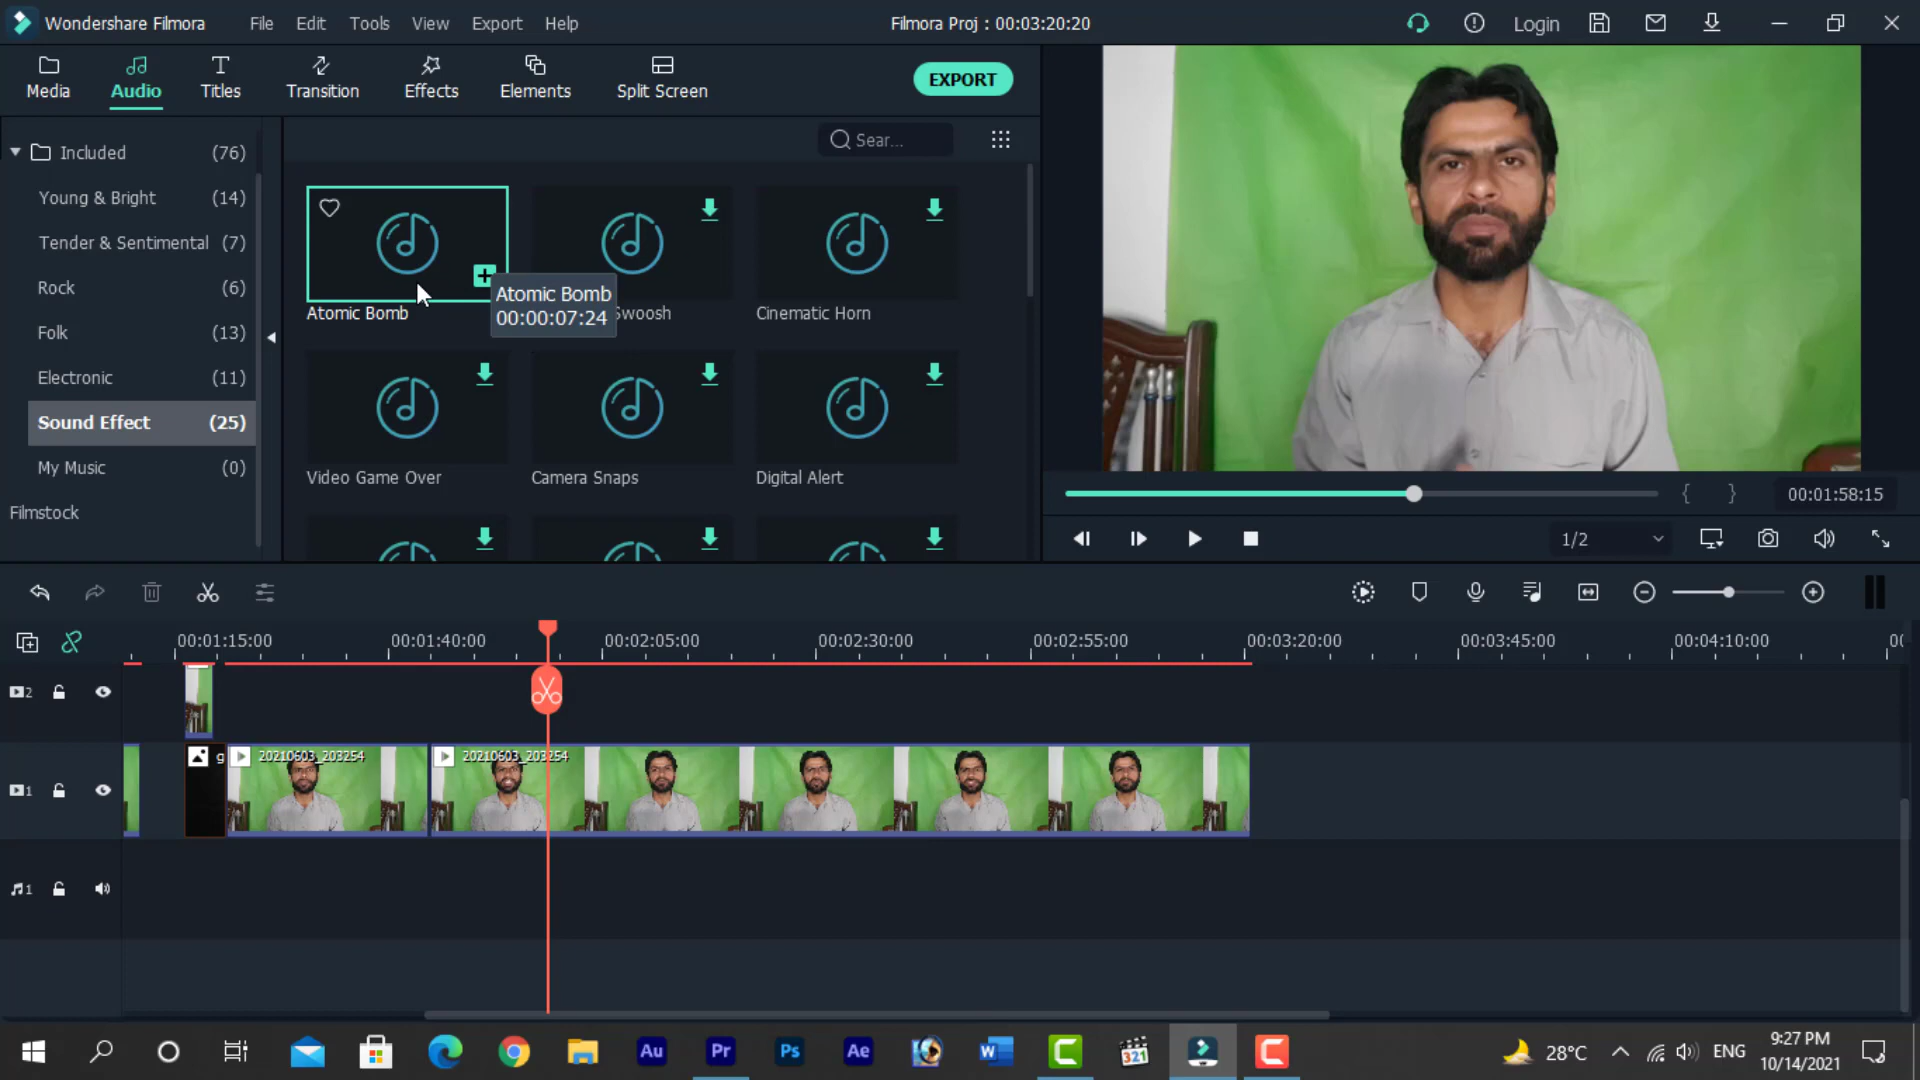 Wondershare Filmora
File Edit Tools View Export Help
Filmora Proj : 00:03:20:20
Login
Media Audio Titles Transition Effects Elements Split Screen
EXPORT
Included (76)
Young & Bright (14)
Tender & Sentimental (7)
Rock (6)
Folk (13)
Electronic (11)
Sound Effect (25)
My Music (0)
Filmstock
Sear...
Atomic Bomb
Atomic Bomb
00:00:07:24
Swoosh
Cinematic Horn
Video Game Over
Camera Snaps
Digital Alert
00:01:58:15
1/2
00:01:15:00 00:01:40:00 00:02:05:00 00:02:30:00 00:02:55:00 00:03:20:00 00:03:45:00 00:04:10:00 00
2
g 20210603_203254 20210603_203254
1
1
Au Pr Ps Ae W 321
28°C
ENG
9:27 PM
10/14/2021